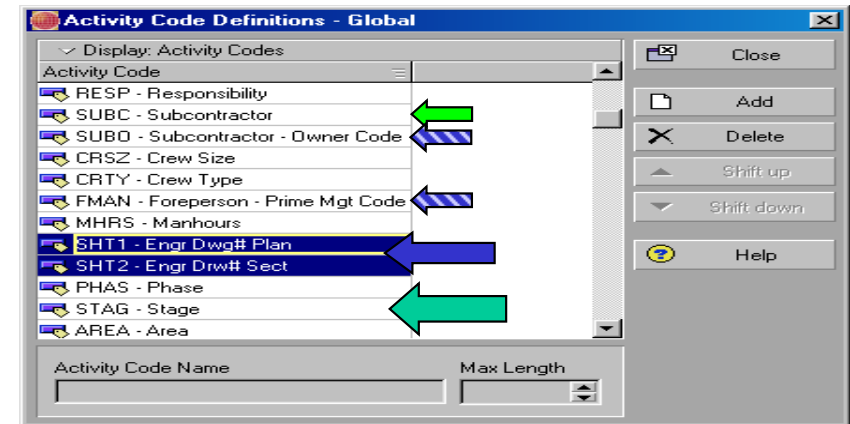 Activity Code Definitions - Global
Display: Activity Codes
Activity Code
RESP - Responsibility
SUBC - Subcontractor
SUBO - Subcontractor - Owner Code
CRSZ - Crew Size
CRTY - Crew Type
FMAN - Foreperson - Prime Mgt Code
MHRS - Manhours
SHT1 - Engr Dwg# Plan
SHT2 - Engr Drw# Sect
PHAS - Phase
STAG - Stage
AREA - Area
Activity Code Name Max Length
Close
Add
Delete
Shift up
Shift down
Help